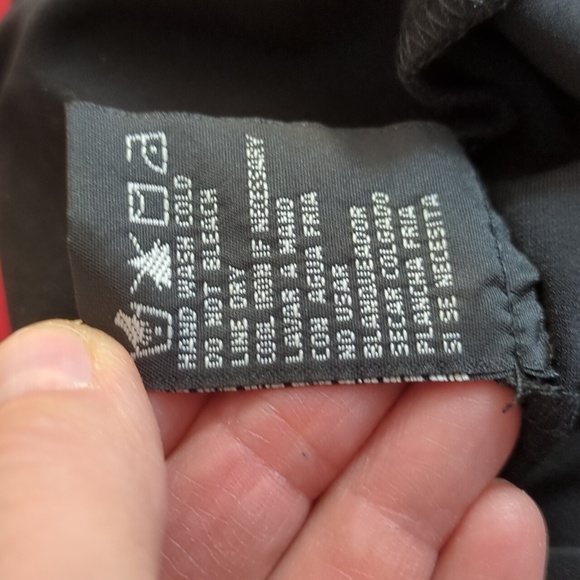 HAND WASH COLD
DO NOT BLEACH
LINE DRY
COOL IRON IF NECESSARY
LAVAR A MANO
CON AGUA FRIA
NO USAR
BLANQUEADOR
SECAR COLGADO
PLANCHA FRIA
SI SE NECESITA